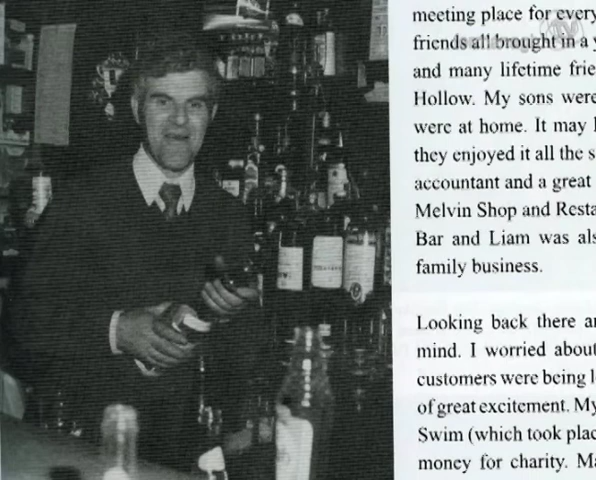 meeting place for every
friends all brought in a y
and many lifetime frie
Hollow. My sons were
were at home. It may
they enjoyed it all the s
accountant and a great
Melvin Shop and Resta
Bar and Liam was als
family business.
Looking back there ar
mind. I worried about
customers were being l
of great excitement. My
Swim (which took plac
money for charity. Ma